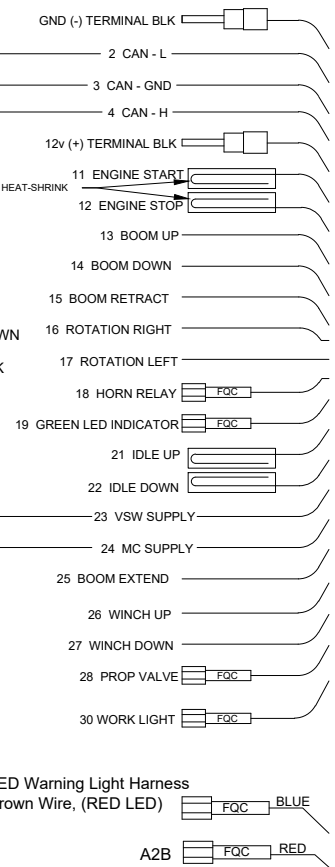 GND (-) TERMINAL BLK
2 CAN - L
3 CAN - GND
4 CAN - H
12v (+) TERMINAL BLK
11 ENGINE START
HEAT-SHRINK
12 ENGINE STOP
13 BOOM UP
14 BOOM DOWN
15 BOOM RETRACT
WN 16 ROTATION RIGHT
K 17 ROTATION LEFT
18 HORN RELAY FQC
19 GREEN LED INDICATOR FQC
21 IDLE UP
22 IDLE DOWN
23 VSW SUPPLY
24 MC SUPPLY
25 BOOM EXTEND
26 WINCH UP
27 WINCH DOWN
28 PROP VALVE FQC
30 WORK LIGHT FQC
ED Warning Light Harness
rown Wire, (RED LED) FQC BLUE
A2B FQC RED